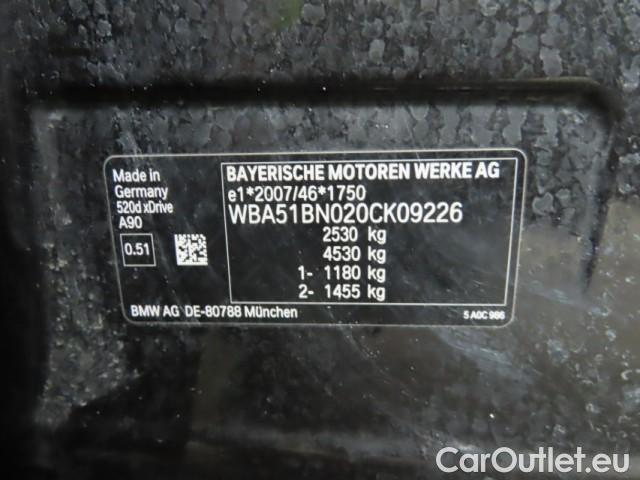 Made in
Germany
520d xDrive
A90
0.51
BAYERISCHE MOTOREN WERKE AG
e1*2007/46*1750
WBA51BN020CK09226
2530 kg
4530 kg
1- 1180 kg
2- 1455 kg
BMW AG DE-80788 München
5 A0C 986
CarOutlet.eu